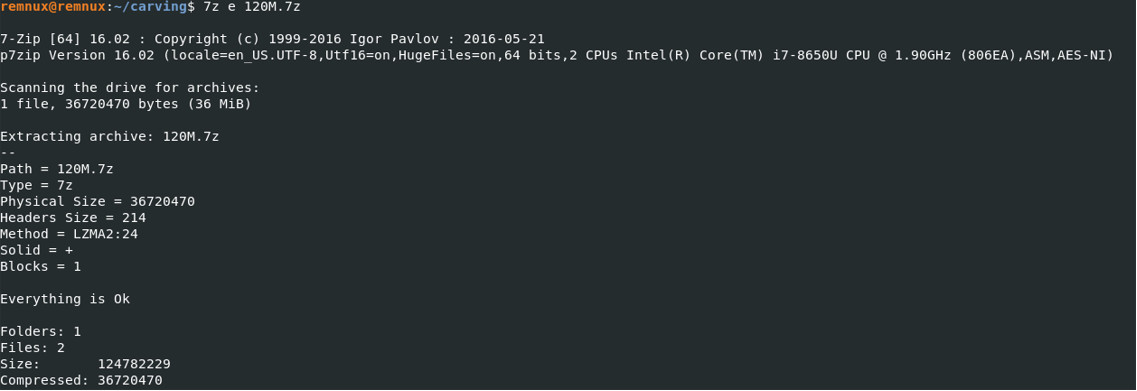 remnux@remnux:~/carving$ 7z e 120M.7z
7-Zip [64] 16.02 : Copyright (c) 1999-2016 Igor Pavlov : 2016-05-21
p7zip Version 16.02 (locale=en_US.UTF-8,Utf16=on,HugeFiles=on,64 bits,2 CPUs Intel(R) Core(TM) i7-8650U CPU @ 1.90GHz (806EA),ASM,AES-NI)
Scanning the drive for archives:
1 file, 36720470 bytes (36 MiB)
Extracting archive: 120M.7z
--
Path = 120M.7z
Type = 7z
Physical Size = 36720470
Headers Size = 214
Method = LZMA2:24
Solid = +
Blocks = 1
Everything is Ok
Folders: 1
Files: 2
Size:       124782229
Compressed: 36720470